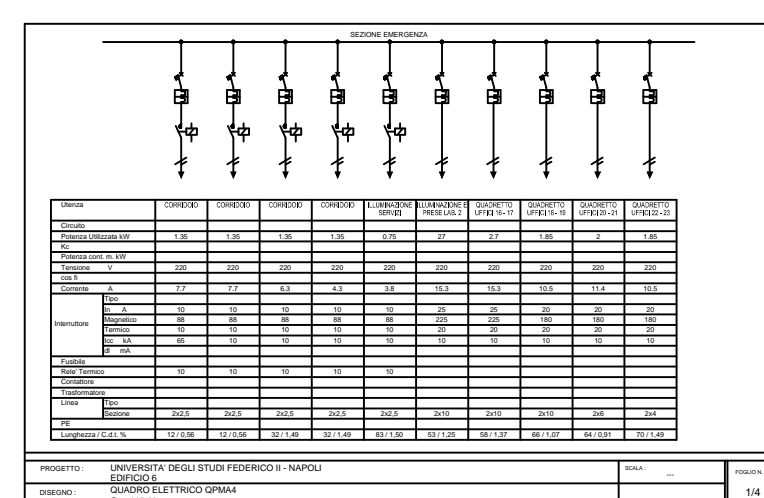 SEZIONE EMERGENZA
Utenza CORRIDOIO CORRIDOIO CORRIDOIO CORRIDOIO ILLUMINAZIONE SERVIZI ILLUMINAZIONE E PRESE LAB. 2 QUADRETTO UFFICI 16 - 17 QUADRETTO UFFICI 18 - 19 QUADRETTO UFFICI 20 - 21 QUADRETTO UFFICI 22 - 23
Circuito
Potenza Utilizzata kW 1.35 1.35 1.35 1.35 0.75 27 2.7 1.85 2 1.85
Kc
Potenza cont. m. kW
Tensione V 220 220 220 220 220 220 220 220 220 220
cos fi
Corrente A 7.7 7.7 6.3 4.3 3.8 15.3 15.3 10.5 11.4 10.5
Interruttore
Tipo
In A 10 10 10 10 10 25 25 20 20 20
Magnetico 88 88 88 88 88 225 225 180 180 180
Termico 10 10 10 10 10 20 20 20 20 20
Icc kA 65 10 10 10 10 10 10 10 10 10
dI mA
Fusibile
Rele' Termico 10 10 10 10 10
Contattore
Trasformatore
Linea Tipo
Sezione 2x2,5 2x2,5 2x2,5 2x2,5 2x2,5 2x10 2x10 2x10 2x6 2x4
PE
Lunghezza / C.d.t. % 12 / 0,56 12 / 0,56 32 / 1,49 32 / 1,49 83 / 1,50 53 / 1,25 58 / 1,37 66 / 1,07 64 / 0,91 70 / 1,49
PROGETTO : UNIVERSITA' DEGLI STUDI FEDERICO II - NAPOLI
EDIFICIO 6
SCALA : ---
FOGLIO N.
DISEGNO : QUADRO ELETTRICO QPMA4
1/4